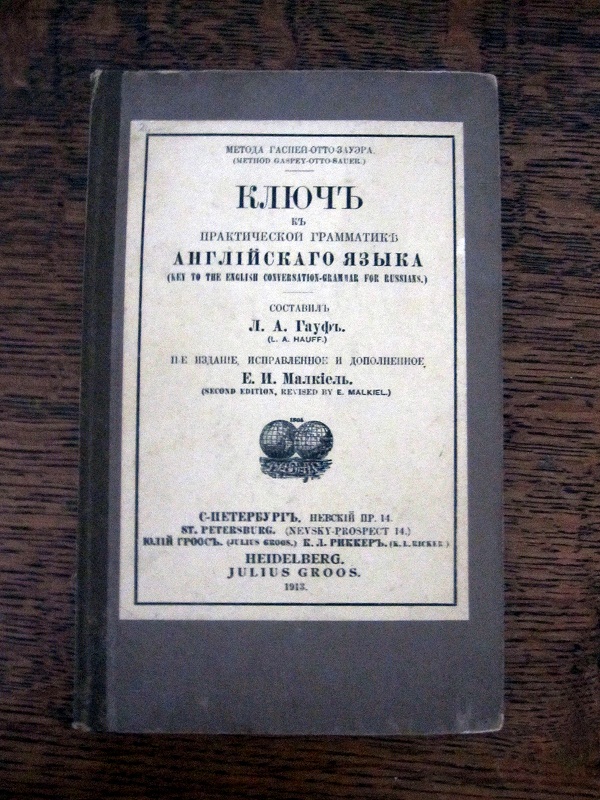 МЕТОДА ГАСПЕЙ-ОТТО-ЗАУЭРА.
(METHOD GASPEY-OTTO-SAUER.)
КЛЮЧЪ
КЪ
ПРАКТИЧЕСКОЙ ГРАММАТИКѢ
АНГЛІЙСКАГО ЯЗЫКА
(KEY TO THE ENGLISH CONVERSATION-GRAMMAR FOR RUSSIANS.)
СОСТАВИЛЪ
Л. А. Гауфъ.
(L. A. HAUFF.)
II-Е ИЗДАНІЕ, ИСПРАВЛЕННОЕ И ДОПОЛНЕННОЕ
Е. И. Малкіель.
(SECOND EDITION, REVISED BY E. MALKIEL.)
С-ПЕТЕРБУРГЪ, НЕВСКІЙ ПР. 14.
ST. PETERSBURG. (NEVSKY-PROSPECT 14.)
ЮЛІЙ ГРООСЪ. (JULIUS GROOS.) К. Л. РИККЕРЪ. (K. L. RICKER.)
HEIDELBERG.
JULIUS GROOS.
1913.